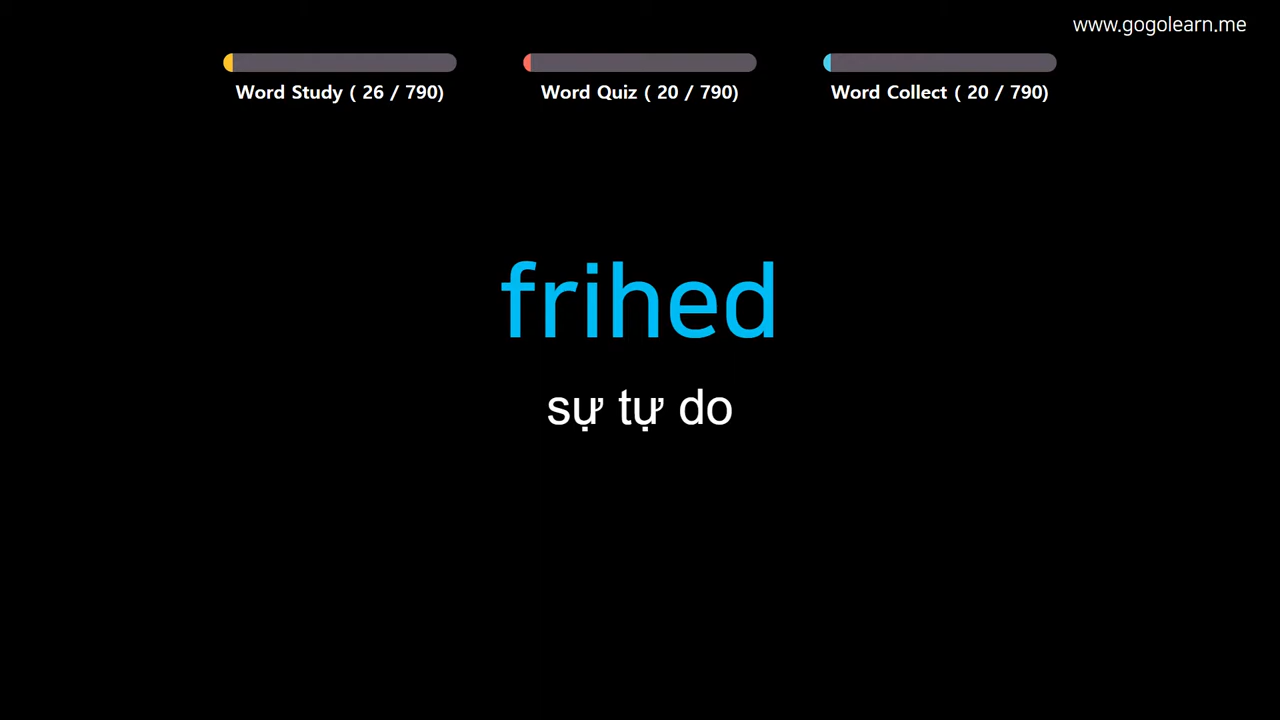 www.gogolearn.me
Word Study ( 26 / 790)
Word Quiz ( 20 / 790)
Word Collect ( 20 / 790)
frihed
sự tự do